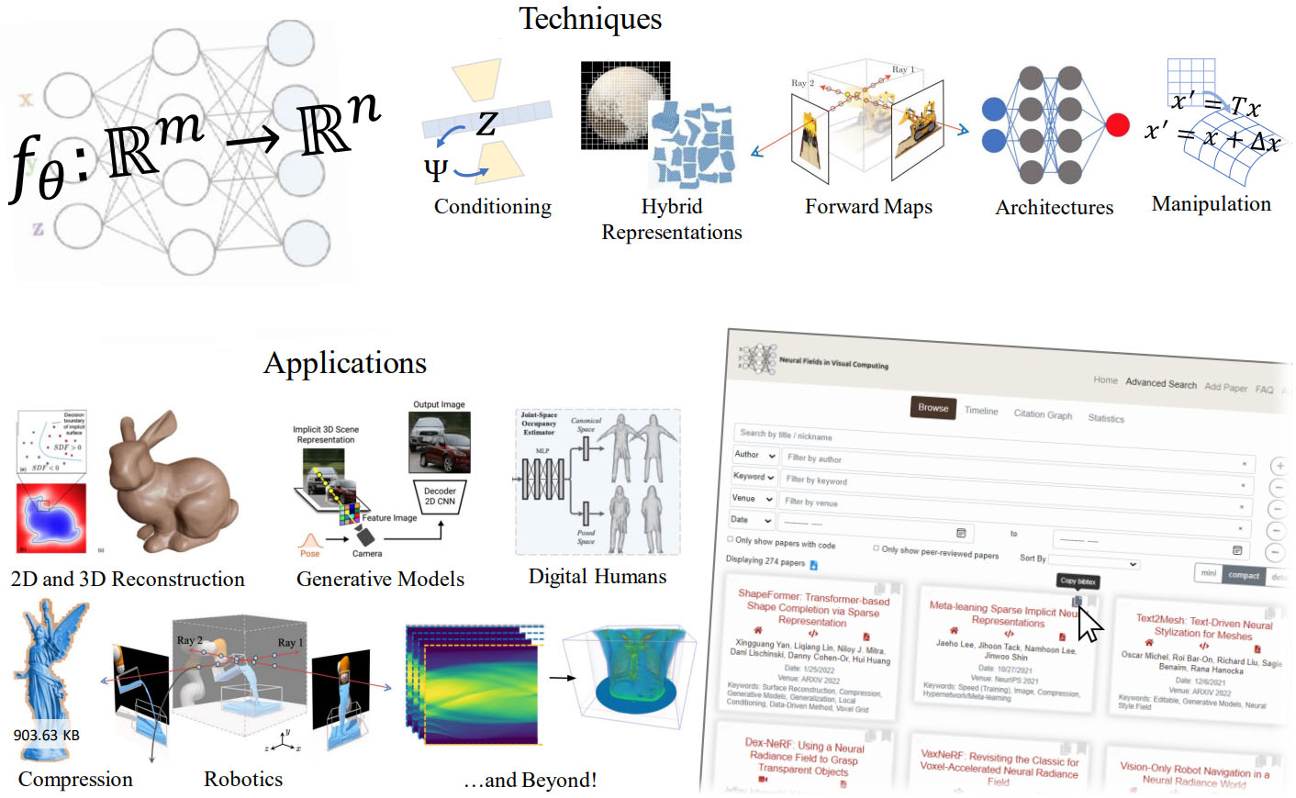 Techniques
x
y
z
f_θ: ℝ^m → ℝ^n
z
Ψ
Conditioning
Hybrid
Representations
Ray 2
Ray 1
Forward Maps
Architectures
x′ = Tx
x′ = x + Δx
Manipulation
Applications
Decision
boundary
of implicit
surface
SDF > 0
SDF < 0
(a)
(b)
(c)
2D and 3D Reconstruction
Implicit 3D Scene
Representation
Output Image
Decoder
2D CNN
Feature Image
Pose
Camera
Generative Models
Joint-Space
Occupancy
Estimator
MLP
Canonical
Space
Posed
Space
Digital Humans
903.63 KB
Compression
Ray 2
Ray 1
y
z
x
Robotics
…and Beyond!
Neural Fields in Visual Computing
Home Advanced Search Add Paper FAQ
Browse Timeline Citation Graph Statistics
Search by title / nickname
Author Filter by author ×
Keyword Filter by keyword ×
Venue Filter by venue ×
Date --------- ---- to --------- ----
Only show papers with code Only show peer-reviewed papers Sort By
Displaying 274 papers
mini compact
Copy bibtex
ShapeFormer: Transformer-based
Shape Completion via Sparse
Representation
</>
Xingguang Yan, Liqiang Lin, Niloy J. Mitra,
Dani Lischinski, Danny Cohen-Or, Hui Huang
Date: 1/25/2022
Venue: ARXIV 2022
Keywords: Surface Reconstruction, Compression,
Generative Models, Generalization, Local
Conditioning, Data-Driven Method, Voxel Grid
Meta-leaning Sparse Implicit Neu
Representations
</>
Jaeho Lee, Jihoon Tack, Namhoon Lee,
Jinwoo Shin
Date: 10/27/2021
Venue: NeurIPS 2021
Keywords: Speed (Training), Image, Compression,
Hypernetwork/Meta-learning
Text2Mesh: Text-Driven Neural
Stylization for Meshes
</>
Oscar Michel, Roi Bar-On, Richard Liu, Sagie
Benaim, Rana Hanocka
Date: 12/6/2021
Venue: ARXIV 2022
Keywords: Editable, Generative Models, Neural
Style Field
Dex-NeRF: Using a Neural
Radiance Field to Grasp
Transparent Objects
VaxNeRF: Revisiting the Classic for
Voxel-Accelerated Neural Radiance
Field
Vision-Only Robot Navigation in a
Neural Radiance World